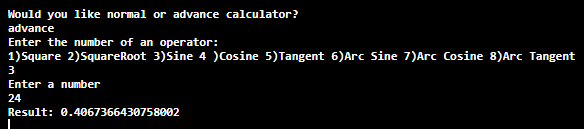 Would you like normal or advance calculator?
advance
Enter the number of an operator:
1)Square 2)SquareRoot 3)Sine 4 )Cosine 5)Tangent 6)Arc Sine 7)Arc Cosine 8)Arc Tangent
3
Enter a number
24
Result: 0.4067366430758002